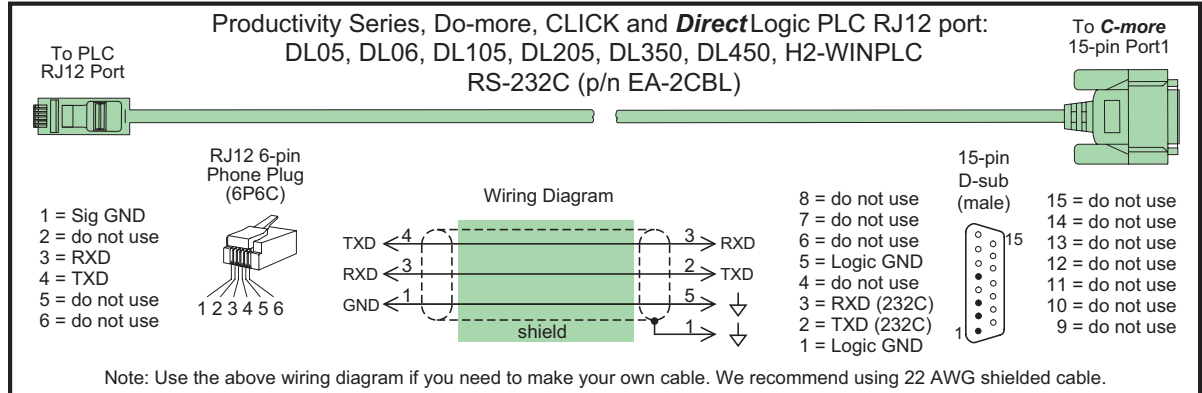 Productivity Series, Do-more, CLICK and DirectLogic PLC RJ12 port:
DL05, DL06, DL105, DL205, DL350, DL450, H2-WINPLC
RS-232C (p/n EA-2CBL)
To PLC
RJ12 Port
To C-more
15-pin Port1
RJ12 6-pin
Phone Plug
(6P6C)
1 = Sig GND
2 = do not use
3 = RXD
4 = TXD
5 = do not use
6 = do not use
1 2 3 4 5 6
Wiring Diagram
TXD 4 3 RXD
RXD 3 2 TXD
GND 1 5
shield 1
8 = do not use
7 = do not use
6 = do not use
5 = Logic GND
4 = do not use
3 = RXD (232C)
2 = TXD (232C)
1 = Logic GND
15-pin
D-sub
(male)
15
1
15 = do not use
14 = do not use
13 = do not use
12 = do not use
11 = do not use
10 = do not use
9 = do not use
Note: Use the above wiring diagram if you need to make your own cable. We recommend using 22 AWG shielded cable.